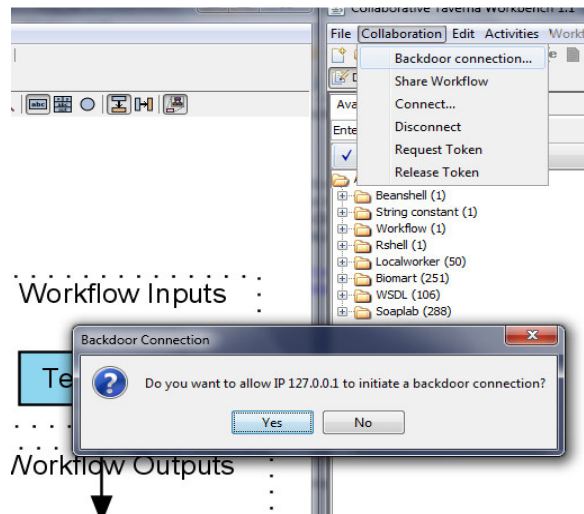 Collaborative Taverna Workbench 1.1
File Collaboration Edit Activities
Backdoor connection...
Share Workflow
Connect...
Disconnect
Request Token
Release Token
abc
Beanshell (1)
String constant (1)
Workflow (1)
Rshell (1)
Localworker (50)
Biomart (251)
WSDL (106)
Soaplab (288)
Workflow Inputs
Te
Backdoor Connection
Do you want to allow IP 127.0.0.1 to initiate a backdoor connection?
Yes
No
Workflow Outputs